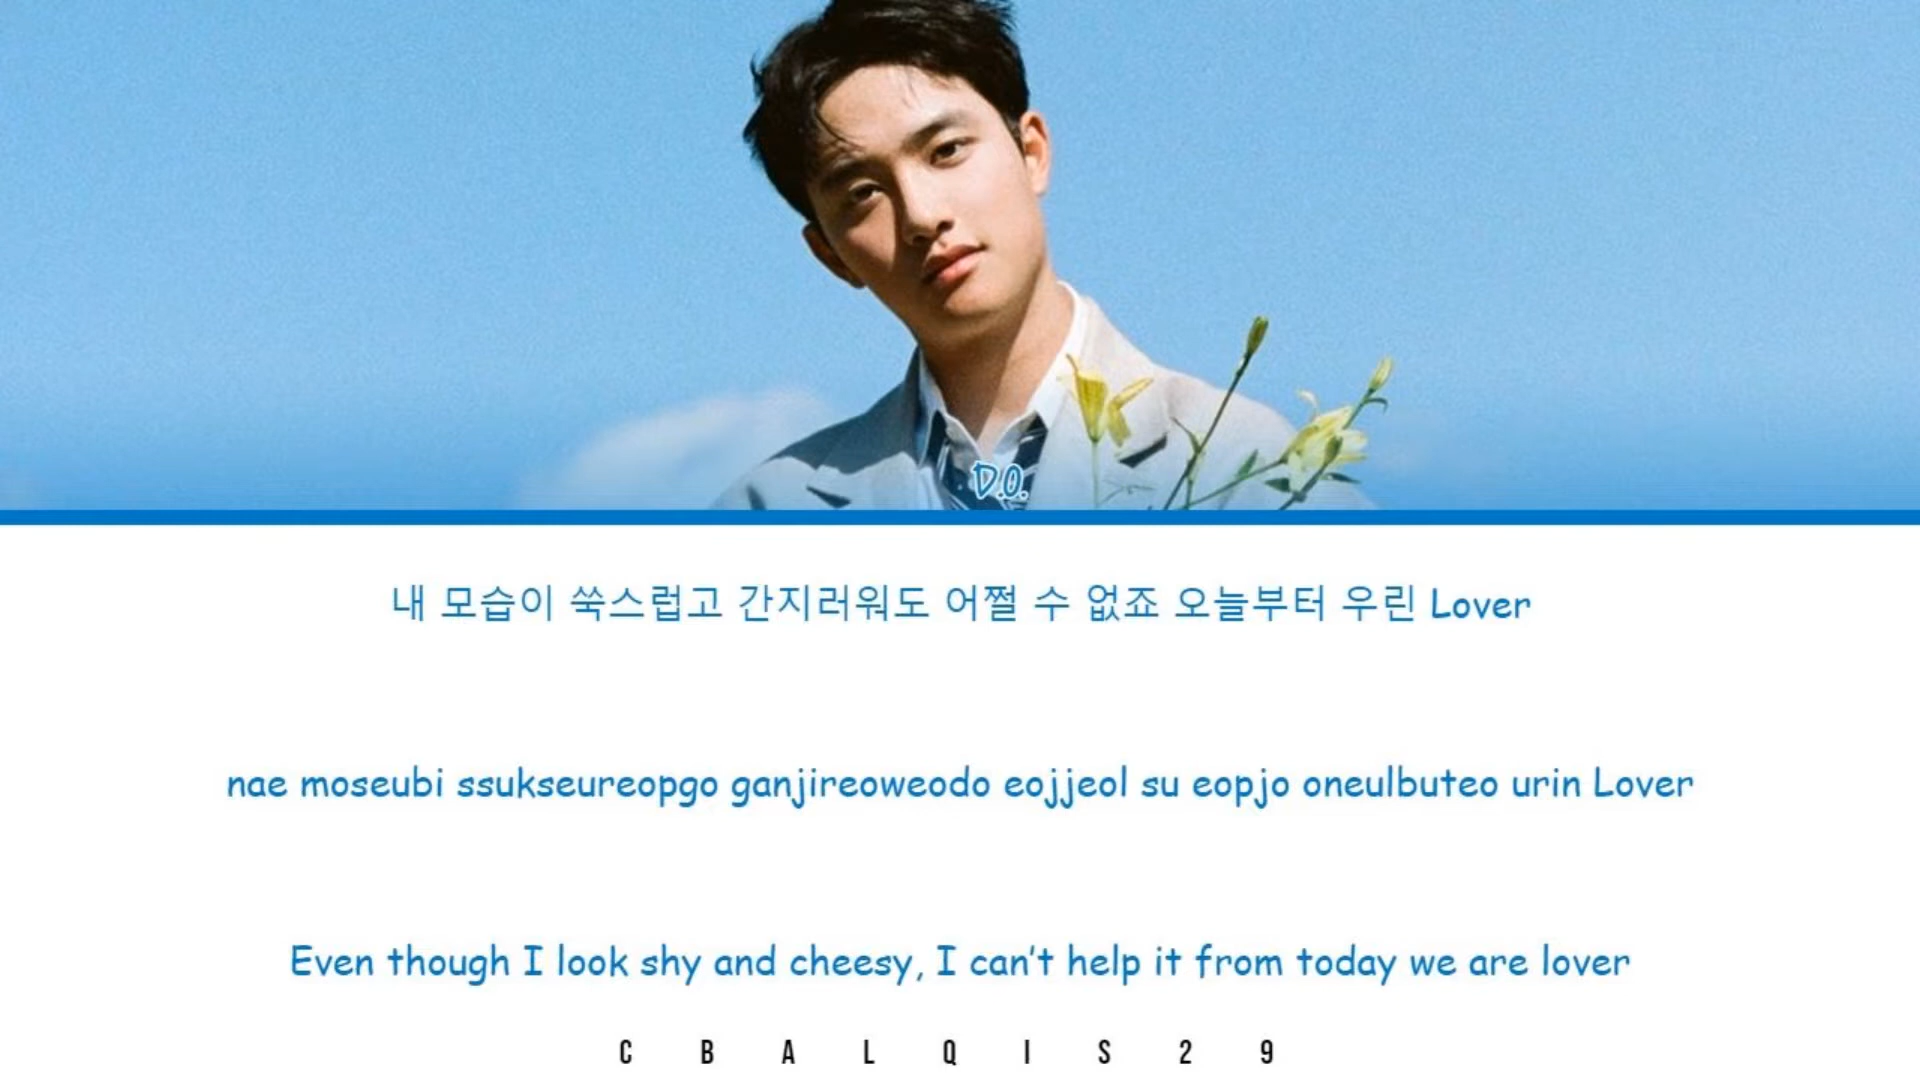 D.O.
내 모습이 쑥스럽고 간지러워도 어쩔 수 없죠 오늘부터 우린 Lover
nae moseubi ssukseureopgo ganjireoweodo eojjeol su eopjo oneulbuteo urin Lover
Even though I look shy and cheesy, I can't help it from today we are lover
CBALQIS29